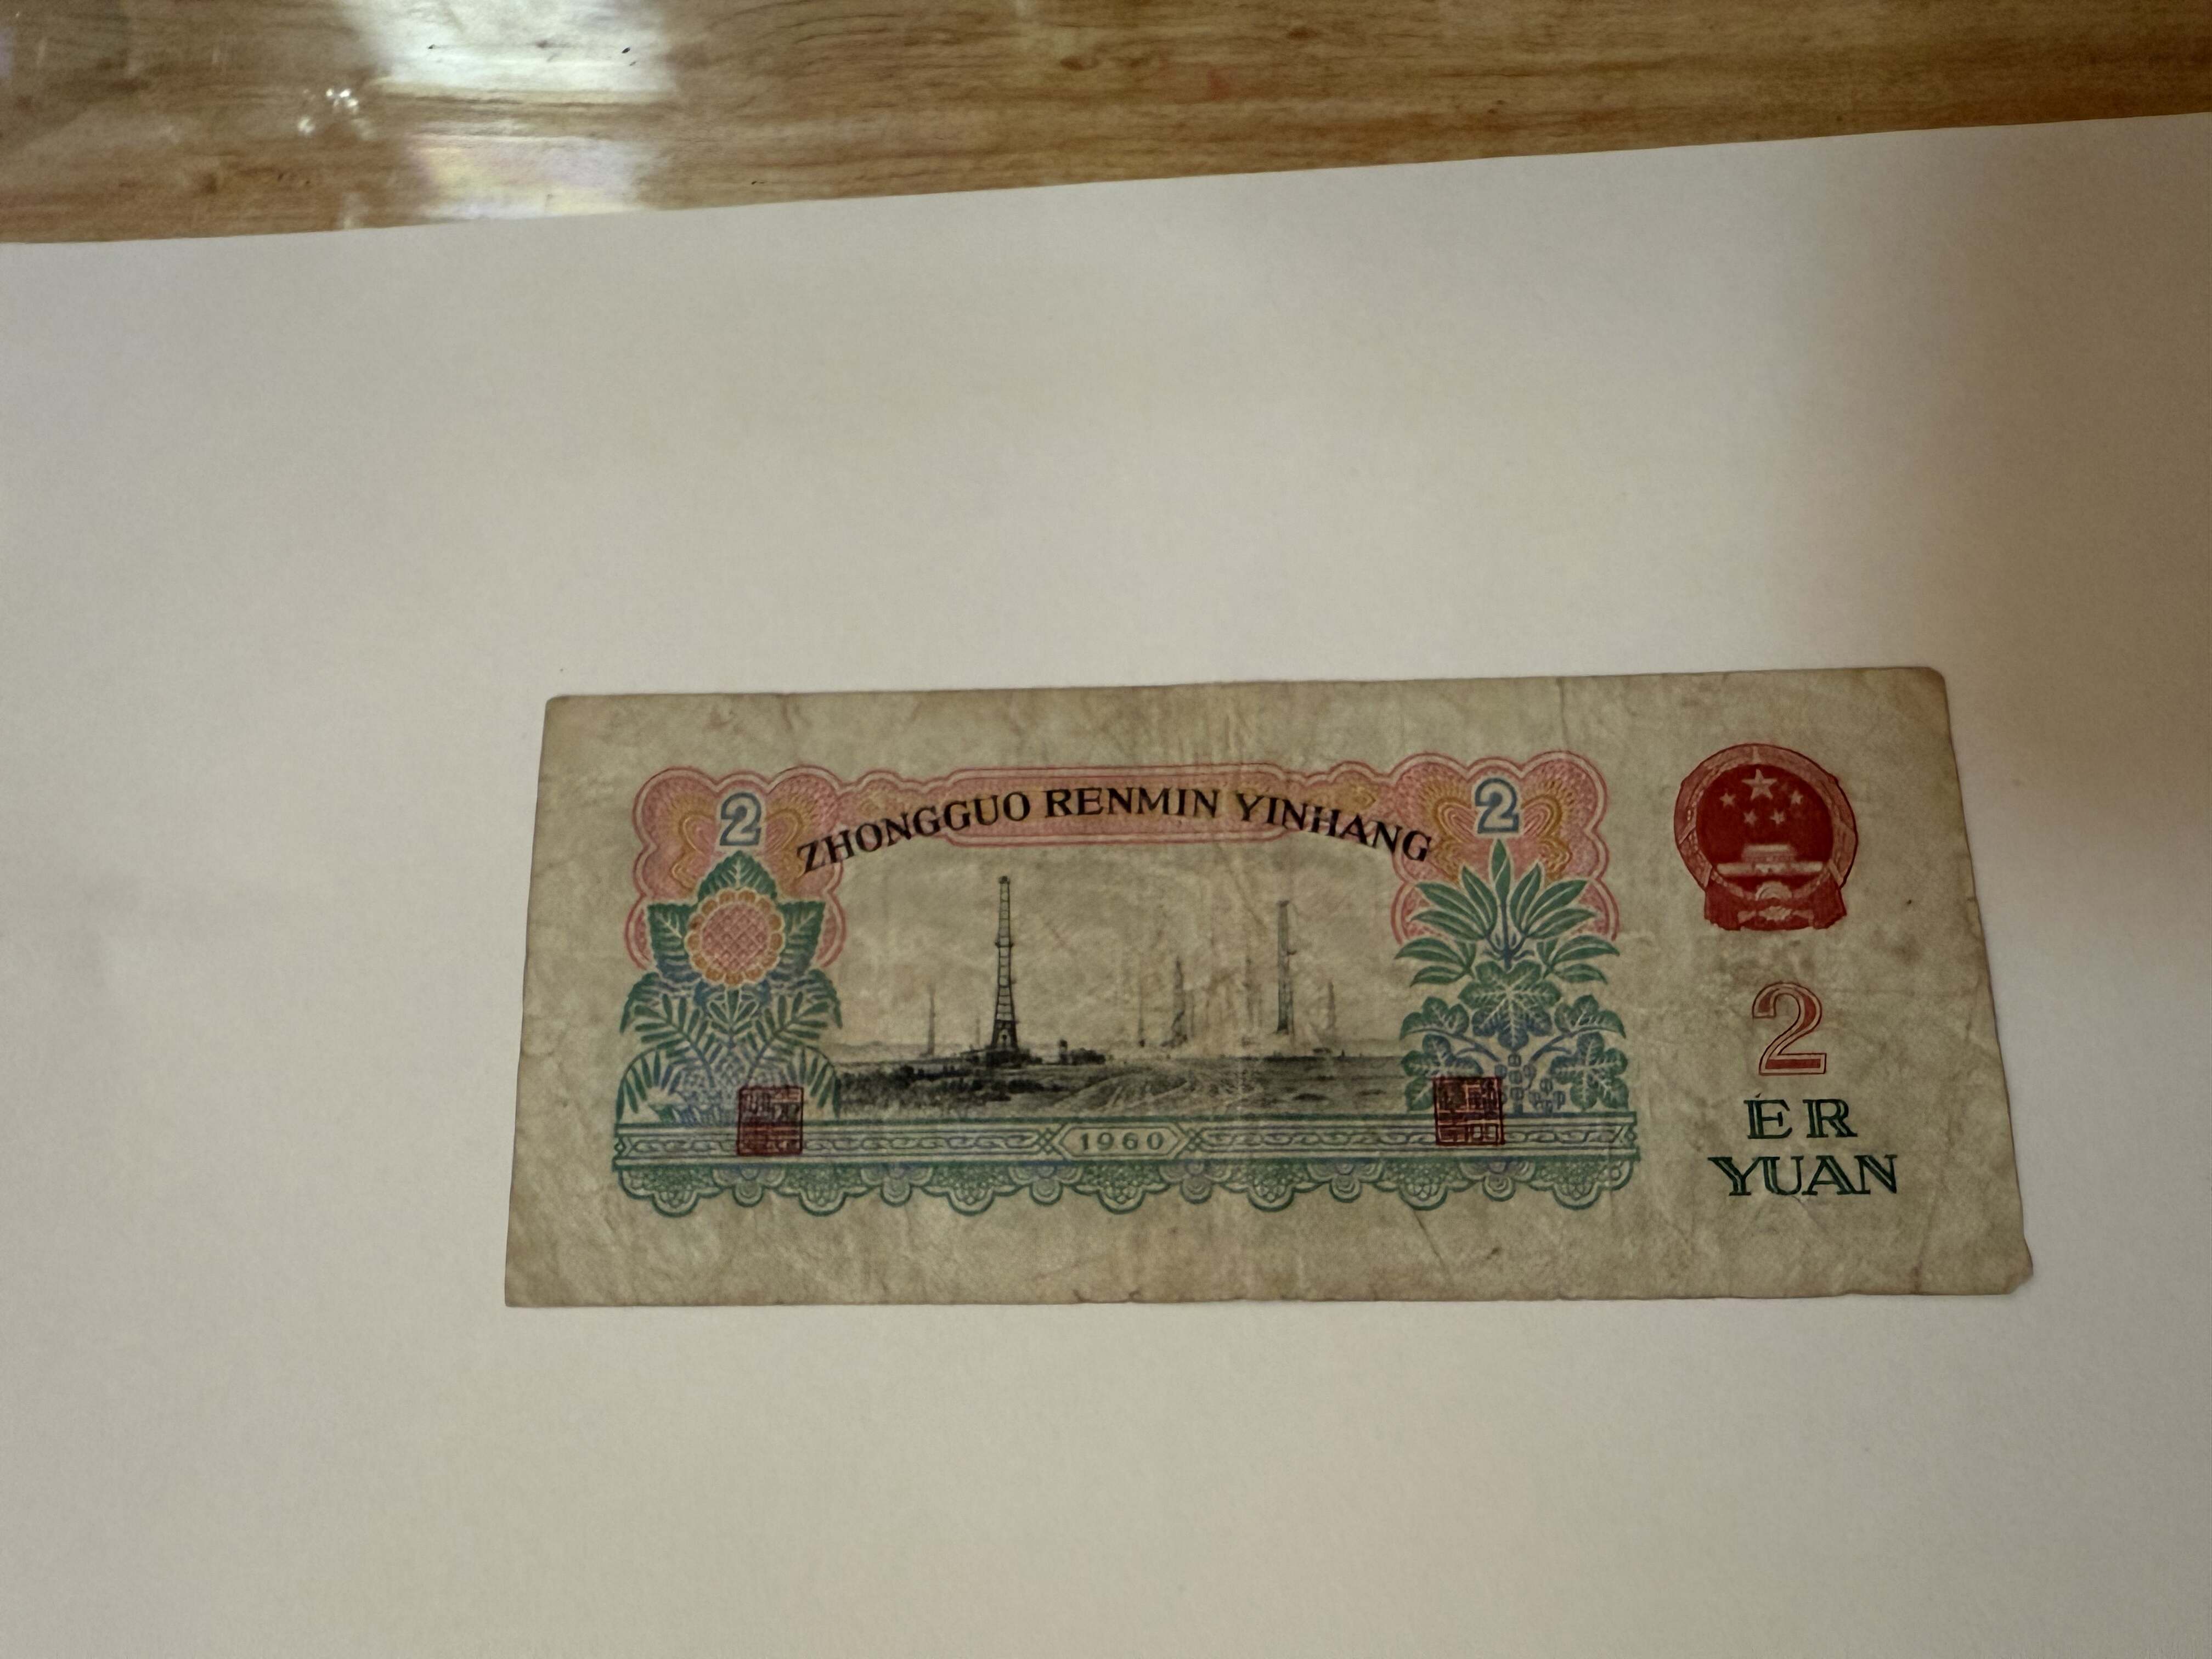 2 2
ZHONGGUO RENMIN YINHANG
1960
2
ER
YUAN